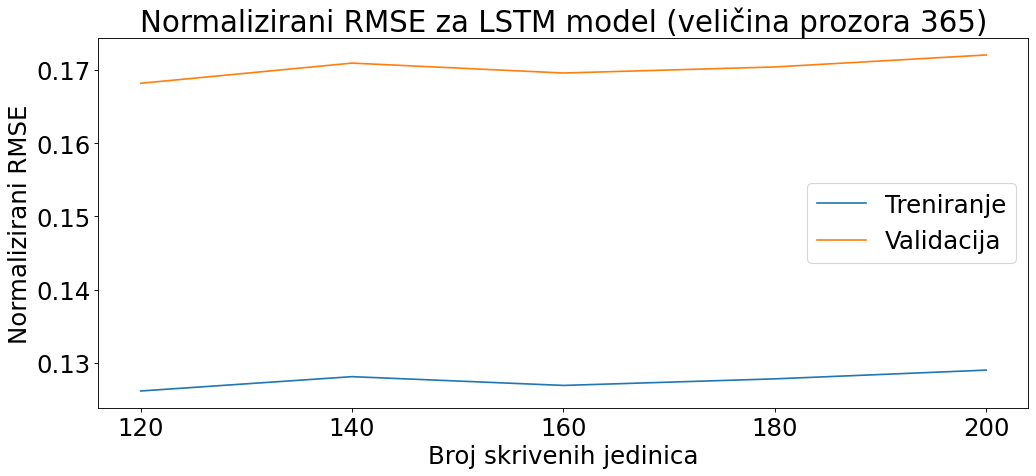 Normalizirani RMSE za LSTM model (veličina prozora 365)
Normalizirani RMSE
0.17
0.16
0.15
0.14
0.13
Treniranje
Validacija
120 140 160 180 200
Broj skrivenih jedinica